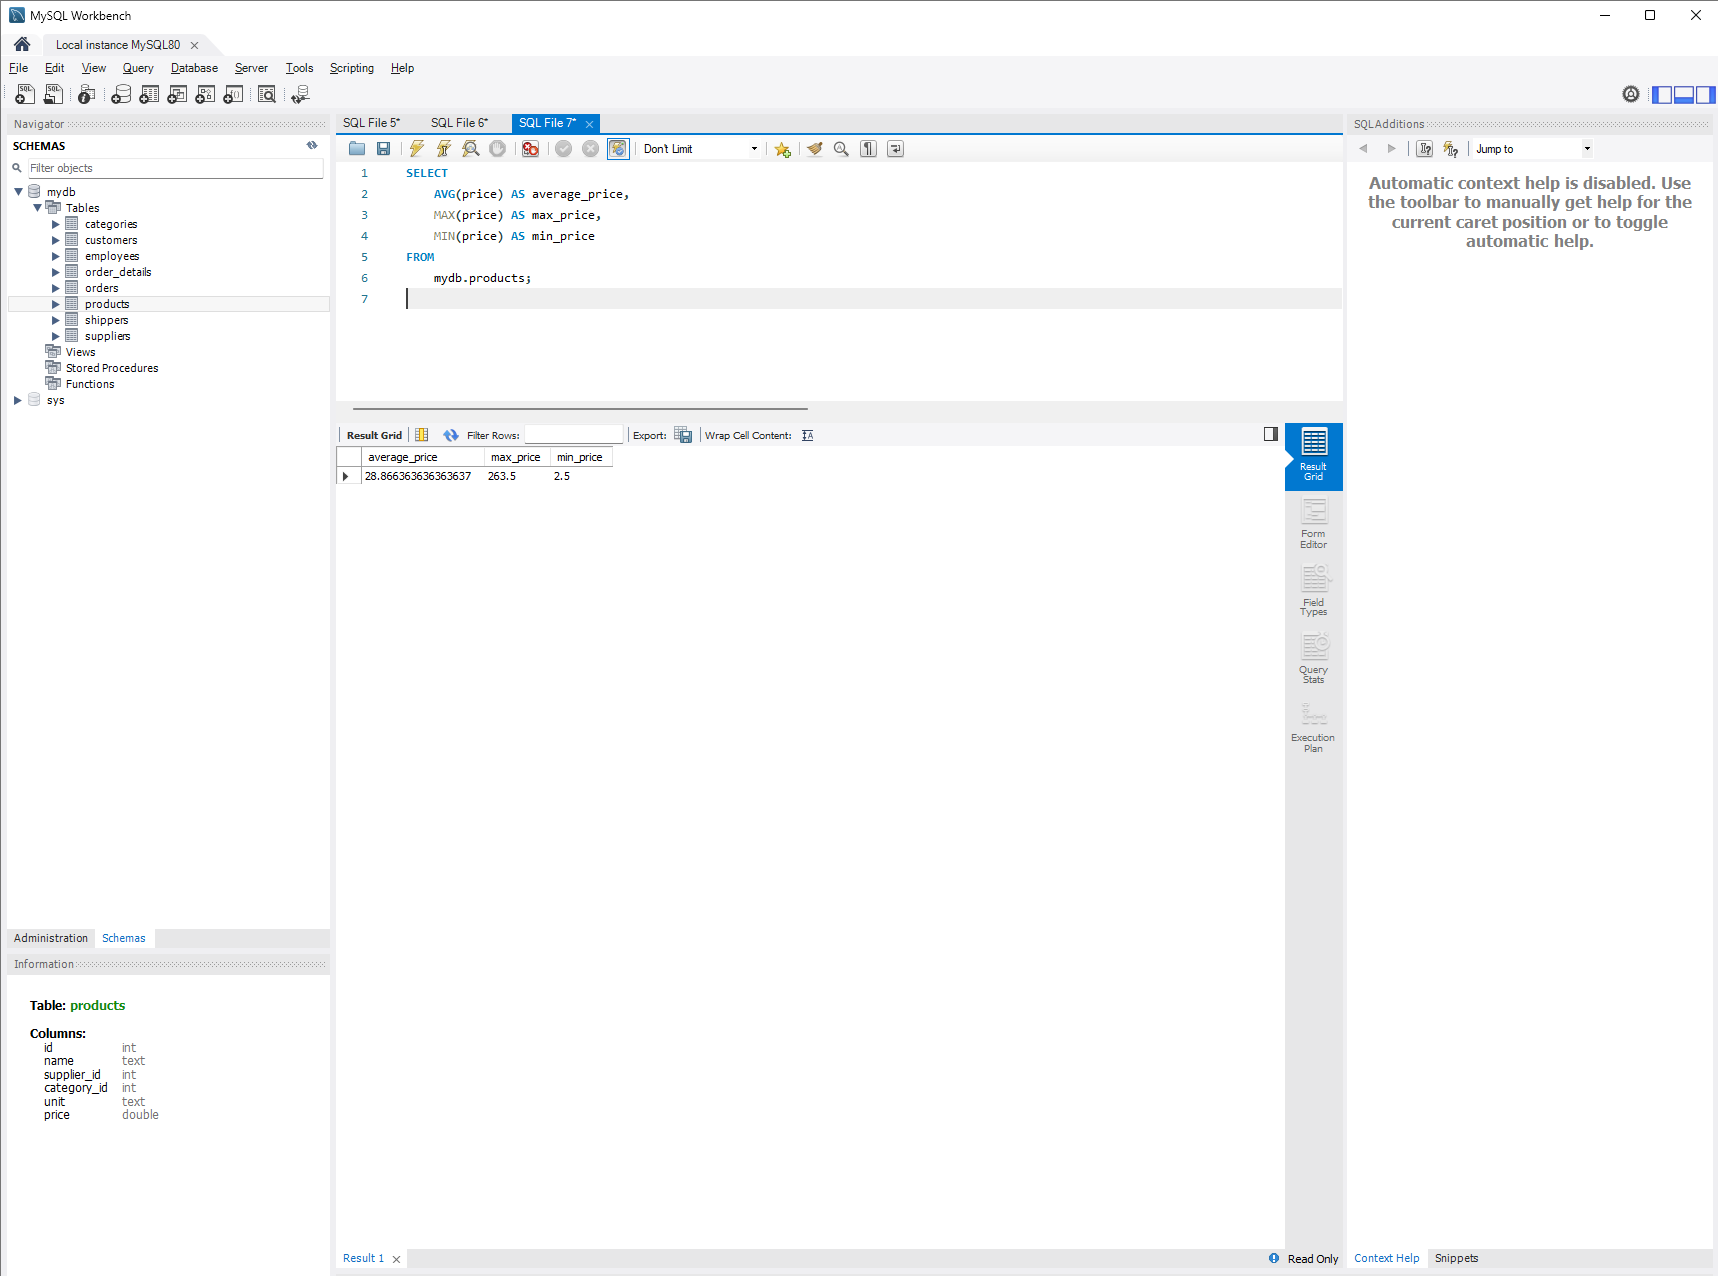 MySQL Workbench
Local instance MySQL80
File Edit View Query Database Server Tools Scripting Help
Navigator
SCHEMAS
Filter objects
mydb
Tables
categories
customers
employees
order_details
orders
products
shippers
suppliers
Views
Stored Procedures
Functions
sys
Administration Schemas
Information
Table: products
Columns:
id int
name text
supplier_id int
category_id int
unit text
price double
SQL File 5* SQL File 6* SQL File 7*
Don't Limit
1 SELECT
2 AVG(price) AS average_price,
3 MAX(price) AS max_price,
4 MIN(price) AS min_price
5 FROM
6 mydb.products;
7
Result Grid Filter Rows: Export: Wrap Cell Content:
average_price max_price min_price
28.866363636363637 263.5 2.5
Result
Grid
Form
Editor
Field
Types
Query
Stats
Execution
Plan
Result 1
Read Only
SQLAdditions
Jump to
Automatic context help is disabled. Use
the toolbar to manually get help for the
current caret position or to toggle
automatic help.
Context Help Snippets